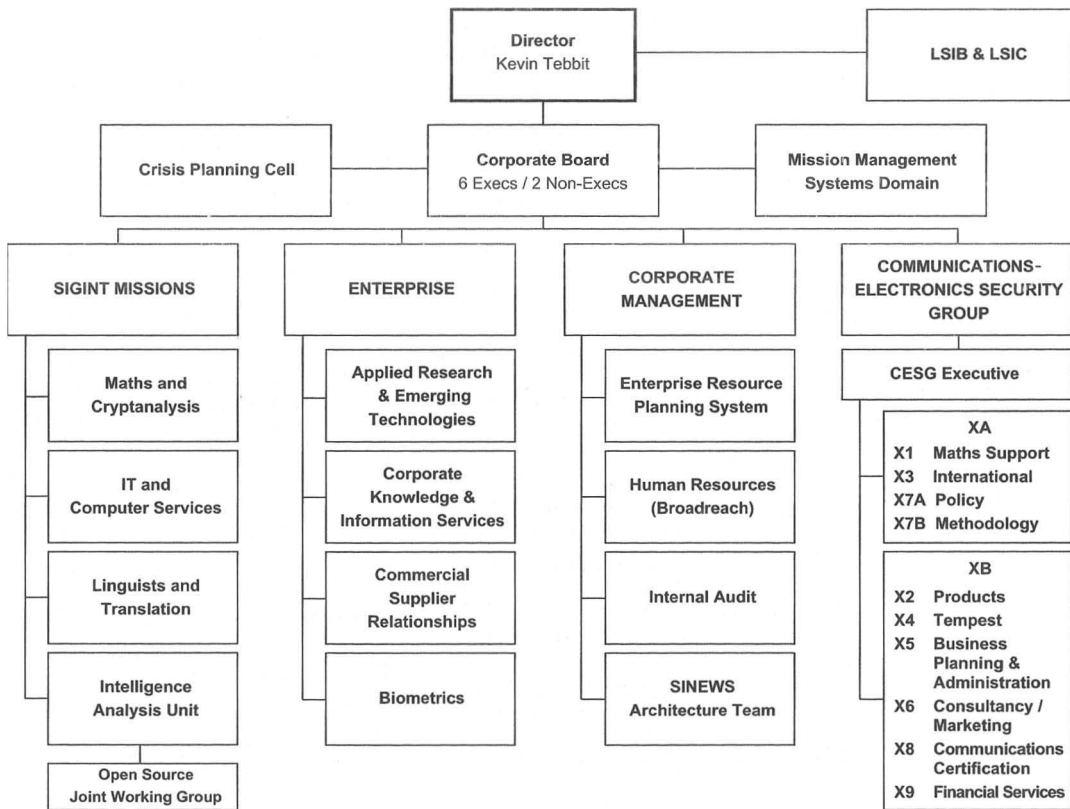 Director
Kevin Tebbit
LSIB & LSIC
Crisis Planning Cell
Corporate Board
6 Execs / 2 Non-Execs
Mission Management
Systems Domain
SIGINT MISSIONS
Maths and
Cryptanalysis
IT and
Computer Services
Linguists and
Translation
Intelligence
Analysis Unit
Open Source
Joint Working Group
ENTERPRISE
Applied Research
& Emerging
Technologies
Corporate
Knowledge &
Information Services
Commercial
Supplier
Relationships
Biometrics
CORPORATE
MANAGEMENT
Enterprise Resource
Planning System
Human Resources
(Broadreach)
Internal Audit
SINEWS
Architecture Team
COMMUNICATIONS-
ELECTRONICS SECURITY
GROUP
CESG Executive
XA
X1 Maths Support
X3 International
X7A Policy
X7B Methodology
XB
X2 Products
X4 Tempest
X5 Business
Planning &
Administration
X6 Consultancy /
Marketing
X8 Communications
Certification
X9 Financial Services